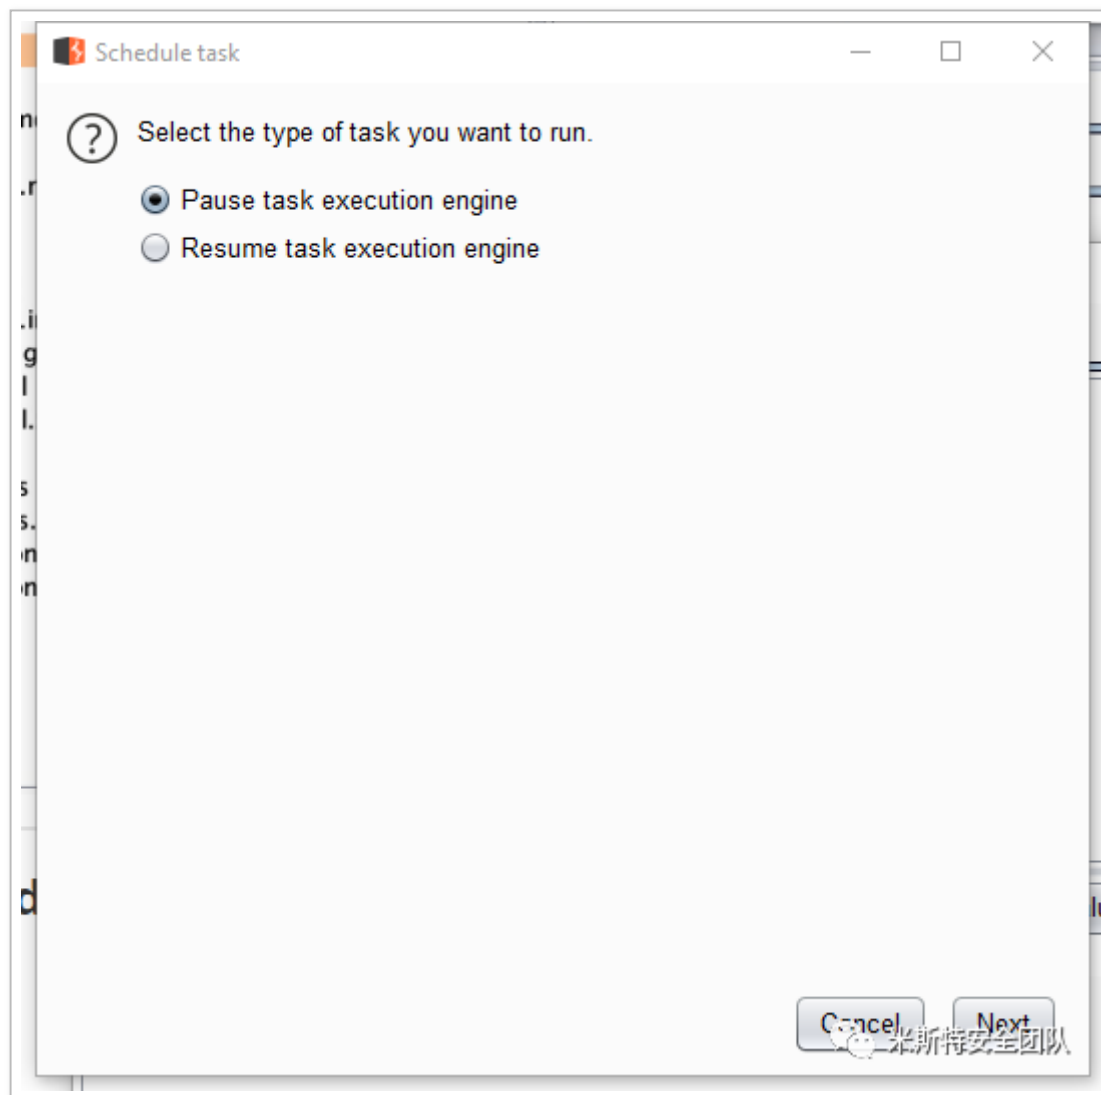 Schedule task
Select the type of task you want to run.
Pause task execution engine
Resume task execution engine
Cancel
Next
米斯特安全团队